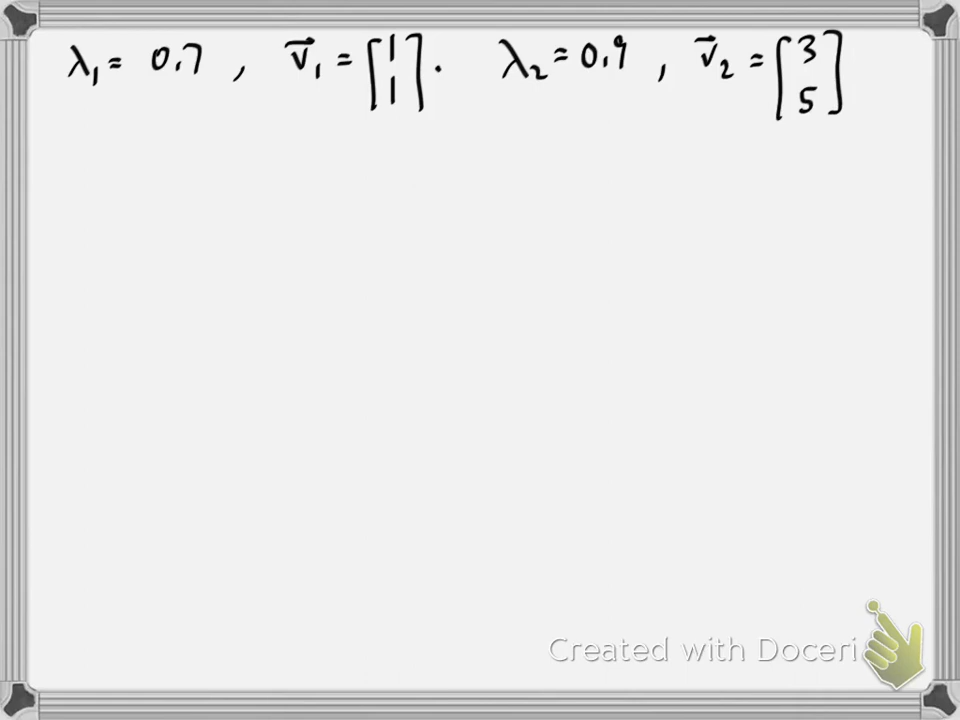 λ₁ = 0.7 , v⃗₁ = [1 1] . λ₂ = 0.9 , v⃗₂ = [3 5]
Created with Doceri